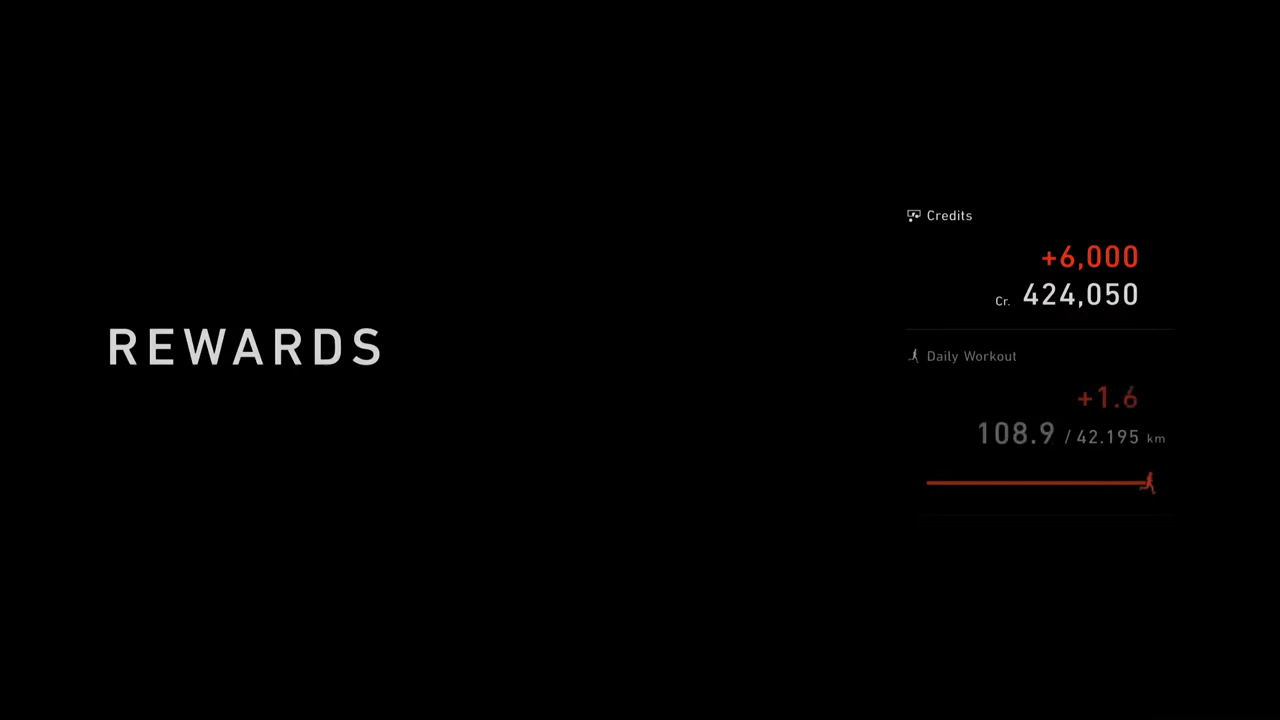 REWARDS
Credits
+6,000
Cr. 424,050
Daily Workout
+1.6
108.9 / 42.195 km